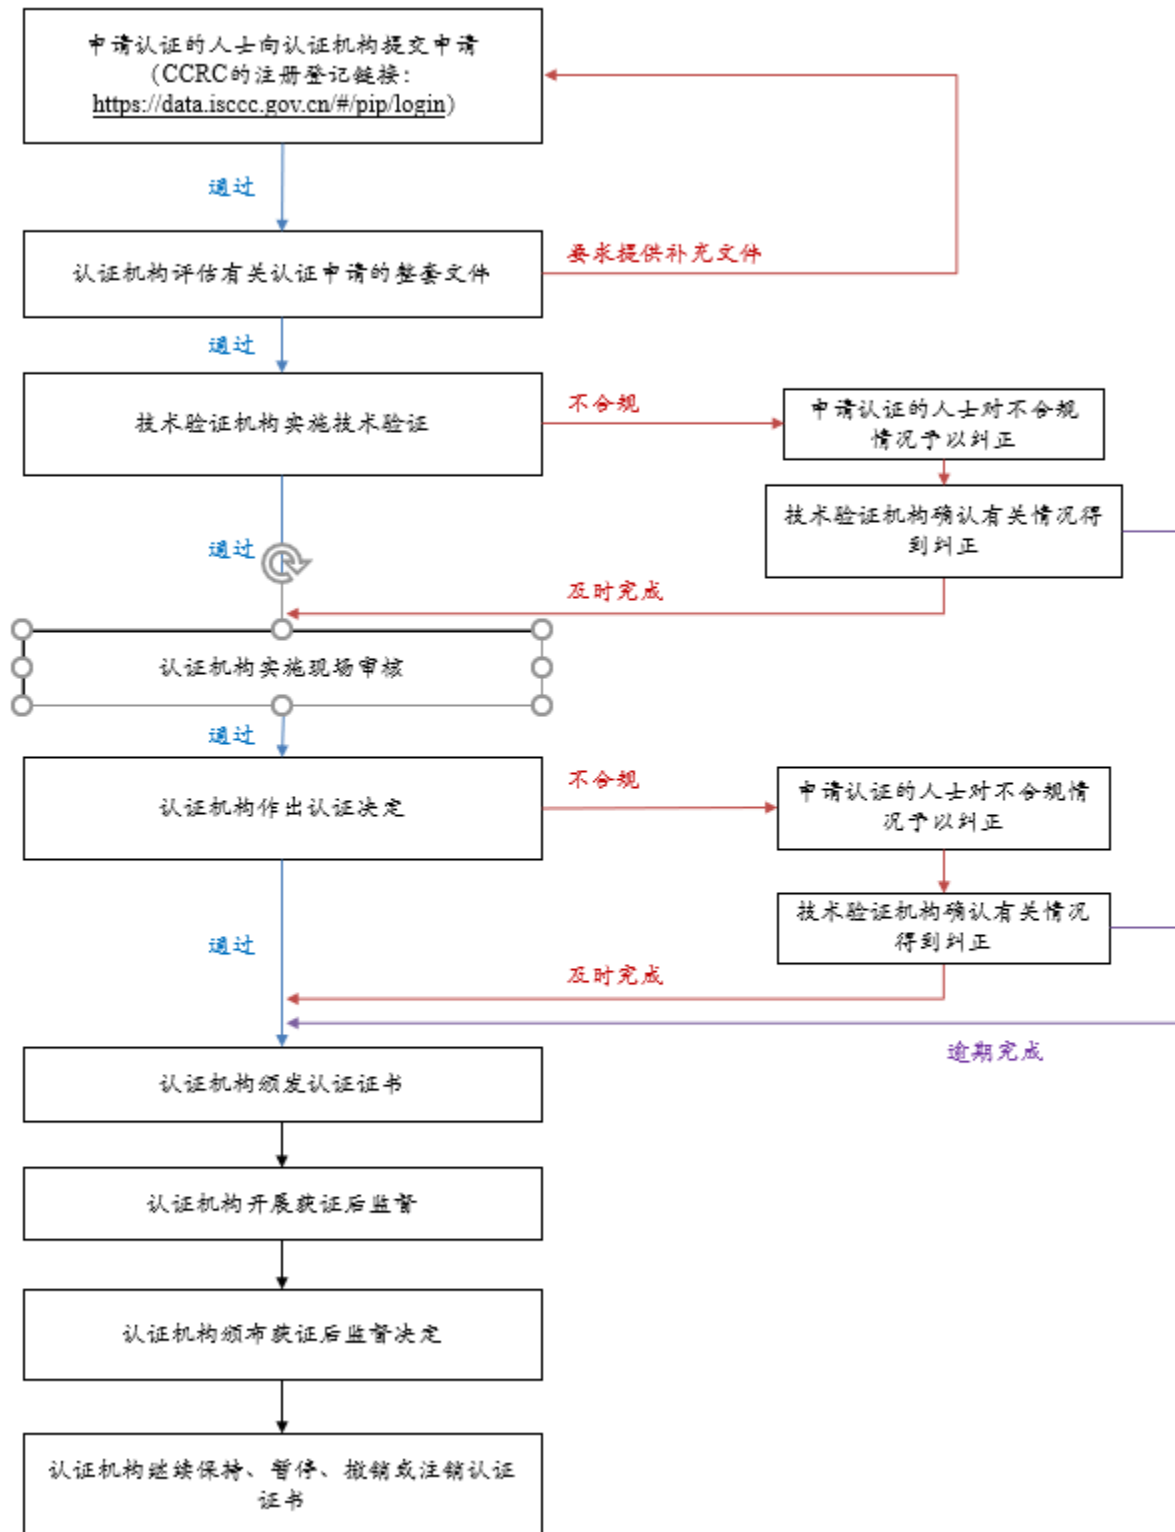 申请认证的人士向认证机构提交申请
（CCRC的注册登记链接：
https://data.isccc.gov.cn/#/pip/login）
通过
认证机构评估有关认证申请的整套文件
要求提供补充文件
通过
技术验证机构实施技术验证
不合规
申请认证的人士对不合规
情况予以纠正
技术验证机构确认有关情况得
到纠正
通过
及时完成
认证机构实施现场审核
通过
认证机构作出认证决定
不合规
申请认证的人士对不合规情
况予以纠正
技术验证机构确认有关情况
得到纠正
通过
及时完成
逾期完成
认证机构颁发认证证书
认证机构开展获证后监督
认证机构颁布获证后监督决定
认证机构继续保持、暂停、撤销或注销认证
证书